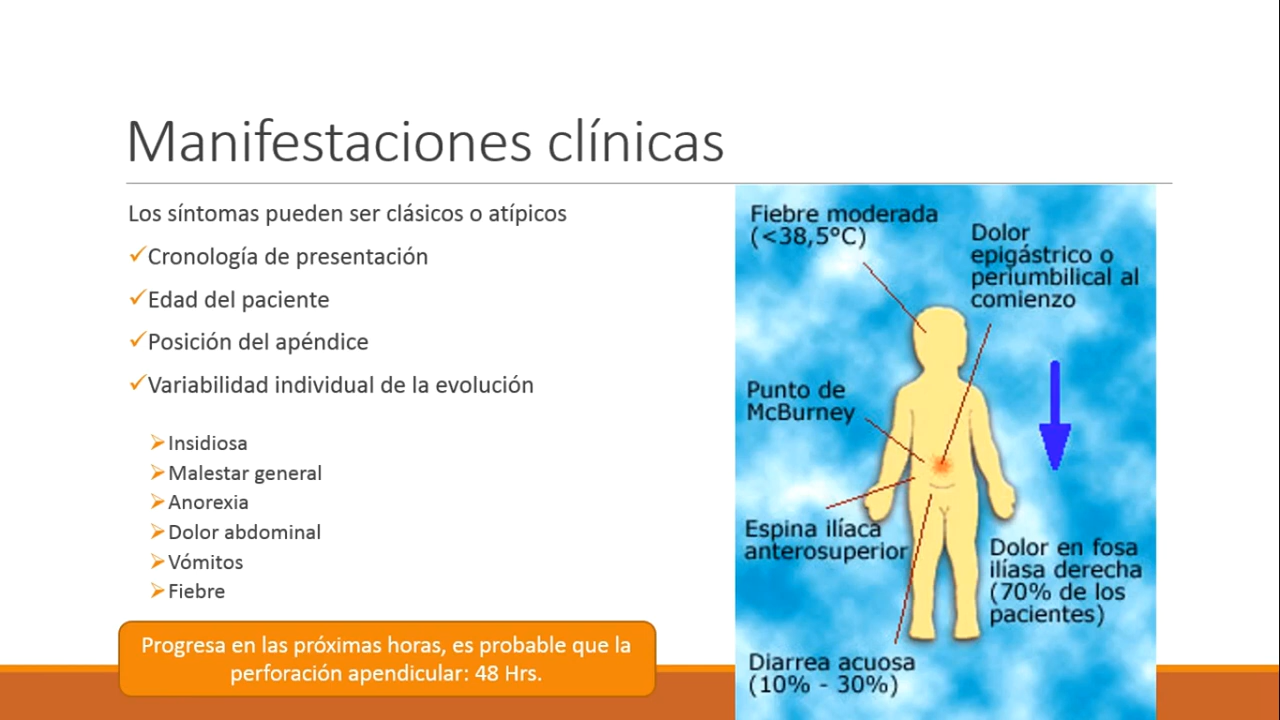 Manifestaciones clínicas
Los síntomas pueden ser clásicos o atípicos
Cronología de presentación
Edad del paciente
Posición del apéndice
Variabilidad individual de la evolución
Insidiosa
Malestar general
Anorexia
Dolor abdominal
Vómitos
Fiebre
Progresa en las próximas horas, es probable que la
perforación apendicular: 48 Hrs.
Fiebre moderada
(<38,5°C)
Dolor
epigástrico o
periumbilical al
comienzo
Punto de
McBurney
Espina ilíaca
anterosuperior
Dolor en fosa
ilíasa derecha
(70% de los
pacientes)
Diarrea acuosa
(10% - 30%)